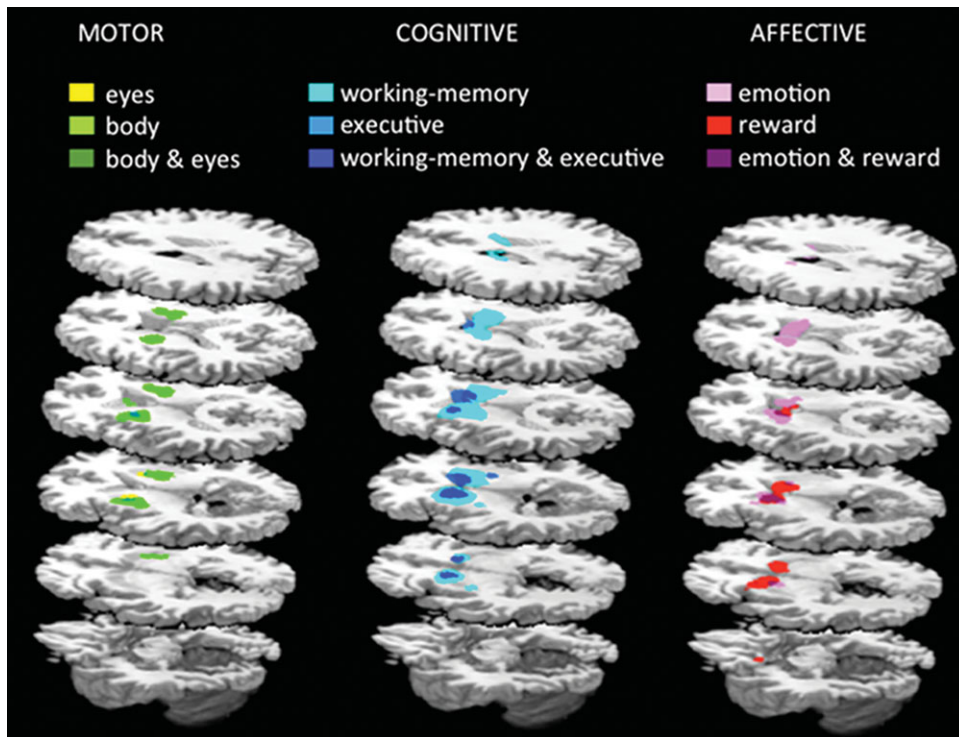 MOTOR
eyes
body
body & eyes
COGNITIVE
working-memory
executive
working-memory & executive
AFFECTIVE
emotion
reward
emotion & reward